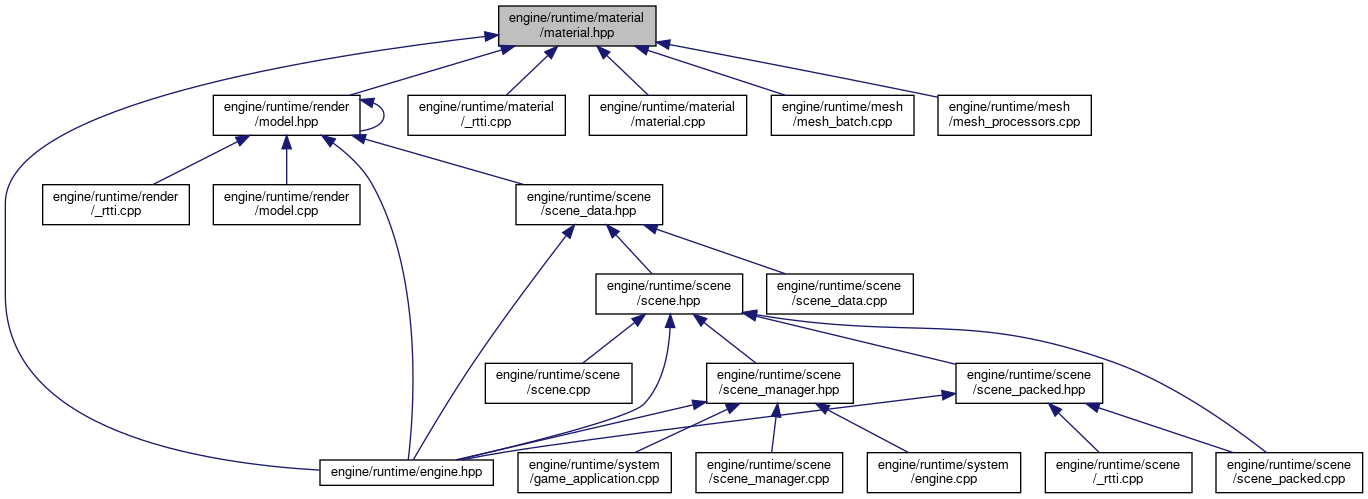 engine/runtime/material
/material.hpp
engine/runtime/render
/model.hpp
engine/runtime/material
/_rtti.cpp
engine/runtime/material
/material.cpp
engine/runtime/mesh
/mesh_batch.cpp
engine/runtime/mesh
/mesh_processors.cpp
engine/runtime/render
/_rtti.cpp
engine/runtime/render
/model.cpp
engine/runtime/scene
/scene_data.hpp
engine/runtime/scene
/scene.hpp
engine/runtime/scene
/scene_data.cpp
engine/runtime/scene
/scene.cpp
engine/runtime/scene
/scene_manager.hpp
engine/runtime/scene
/scene_packed.hpp
engine/runtime/engine.hpp
engine/runtime/system
/game_application.cpp
engine/runtime/scene
/scene_manager.cpp
engine/runtime/system
/engine.cpp
engine/runtime/scene
/_rtti.cpp
engine/runtime/scene
/scene_packed.cpp